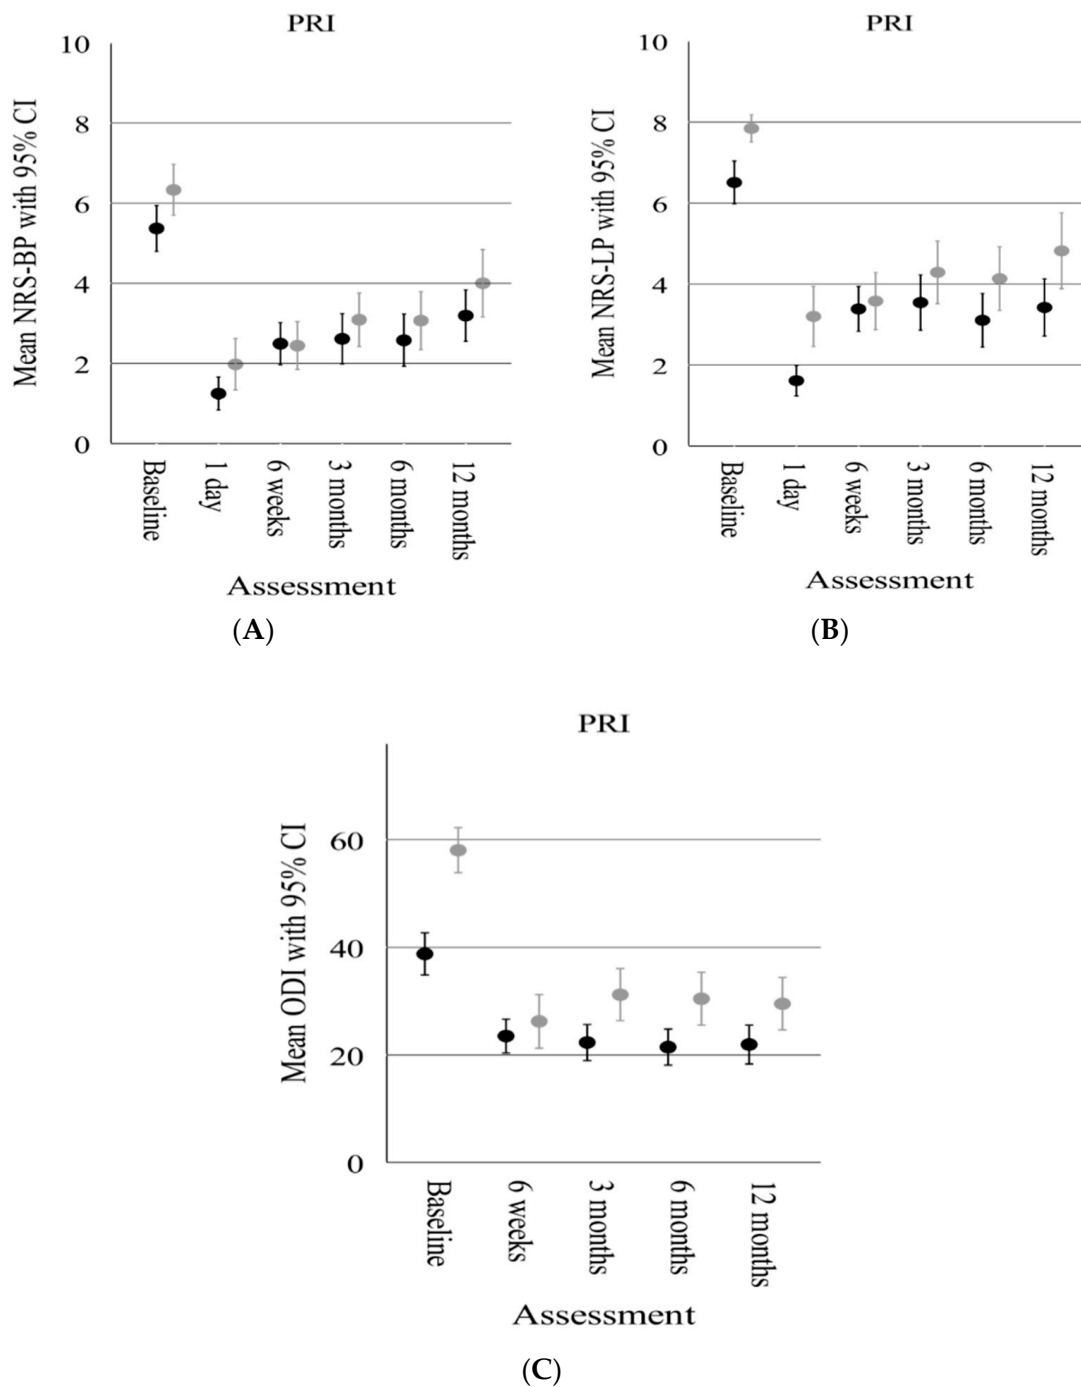 PRI
10
8
6
4
2
0
Mean NRS-BP with 95% CI
Baseline
1 day
6 weeks
3 months
6 months
12 months
Assessment
(A)
PRI
10
8
6
4
2
0
Mean NRS-LP with 95% CI
Baseline
1 day
6 weeks
3 months
6 months
12 months
Assessment
(B)
PRI
60
40
20
0
Mean ODI with 95% CI
Baseline
6 weeks
3 months
6 months
12 months
Assessment
(C)